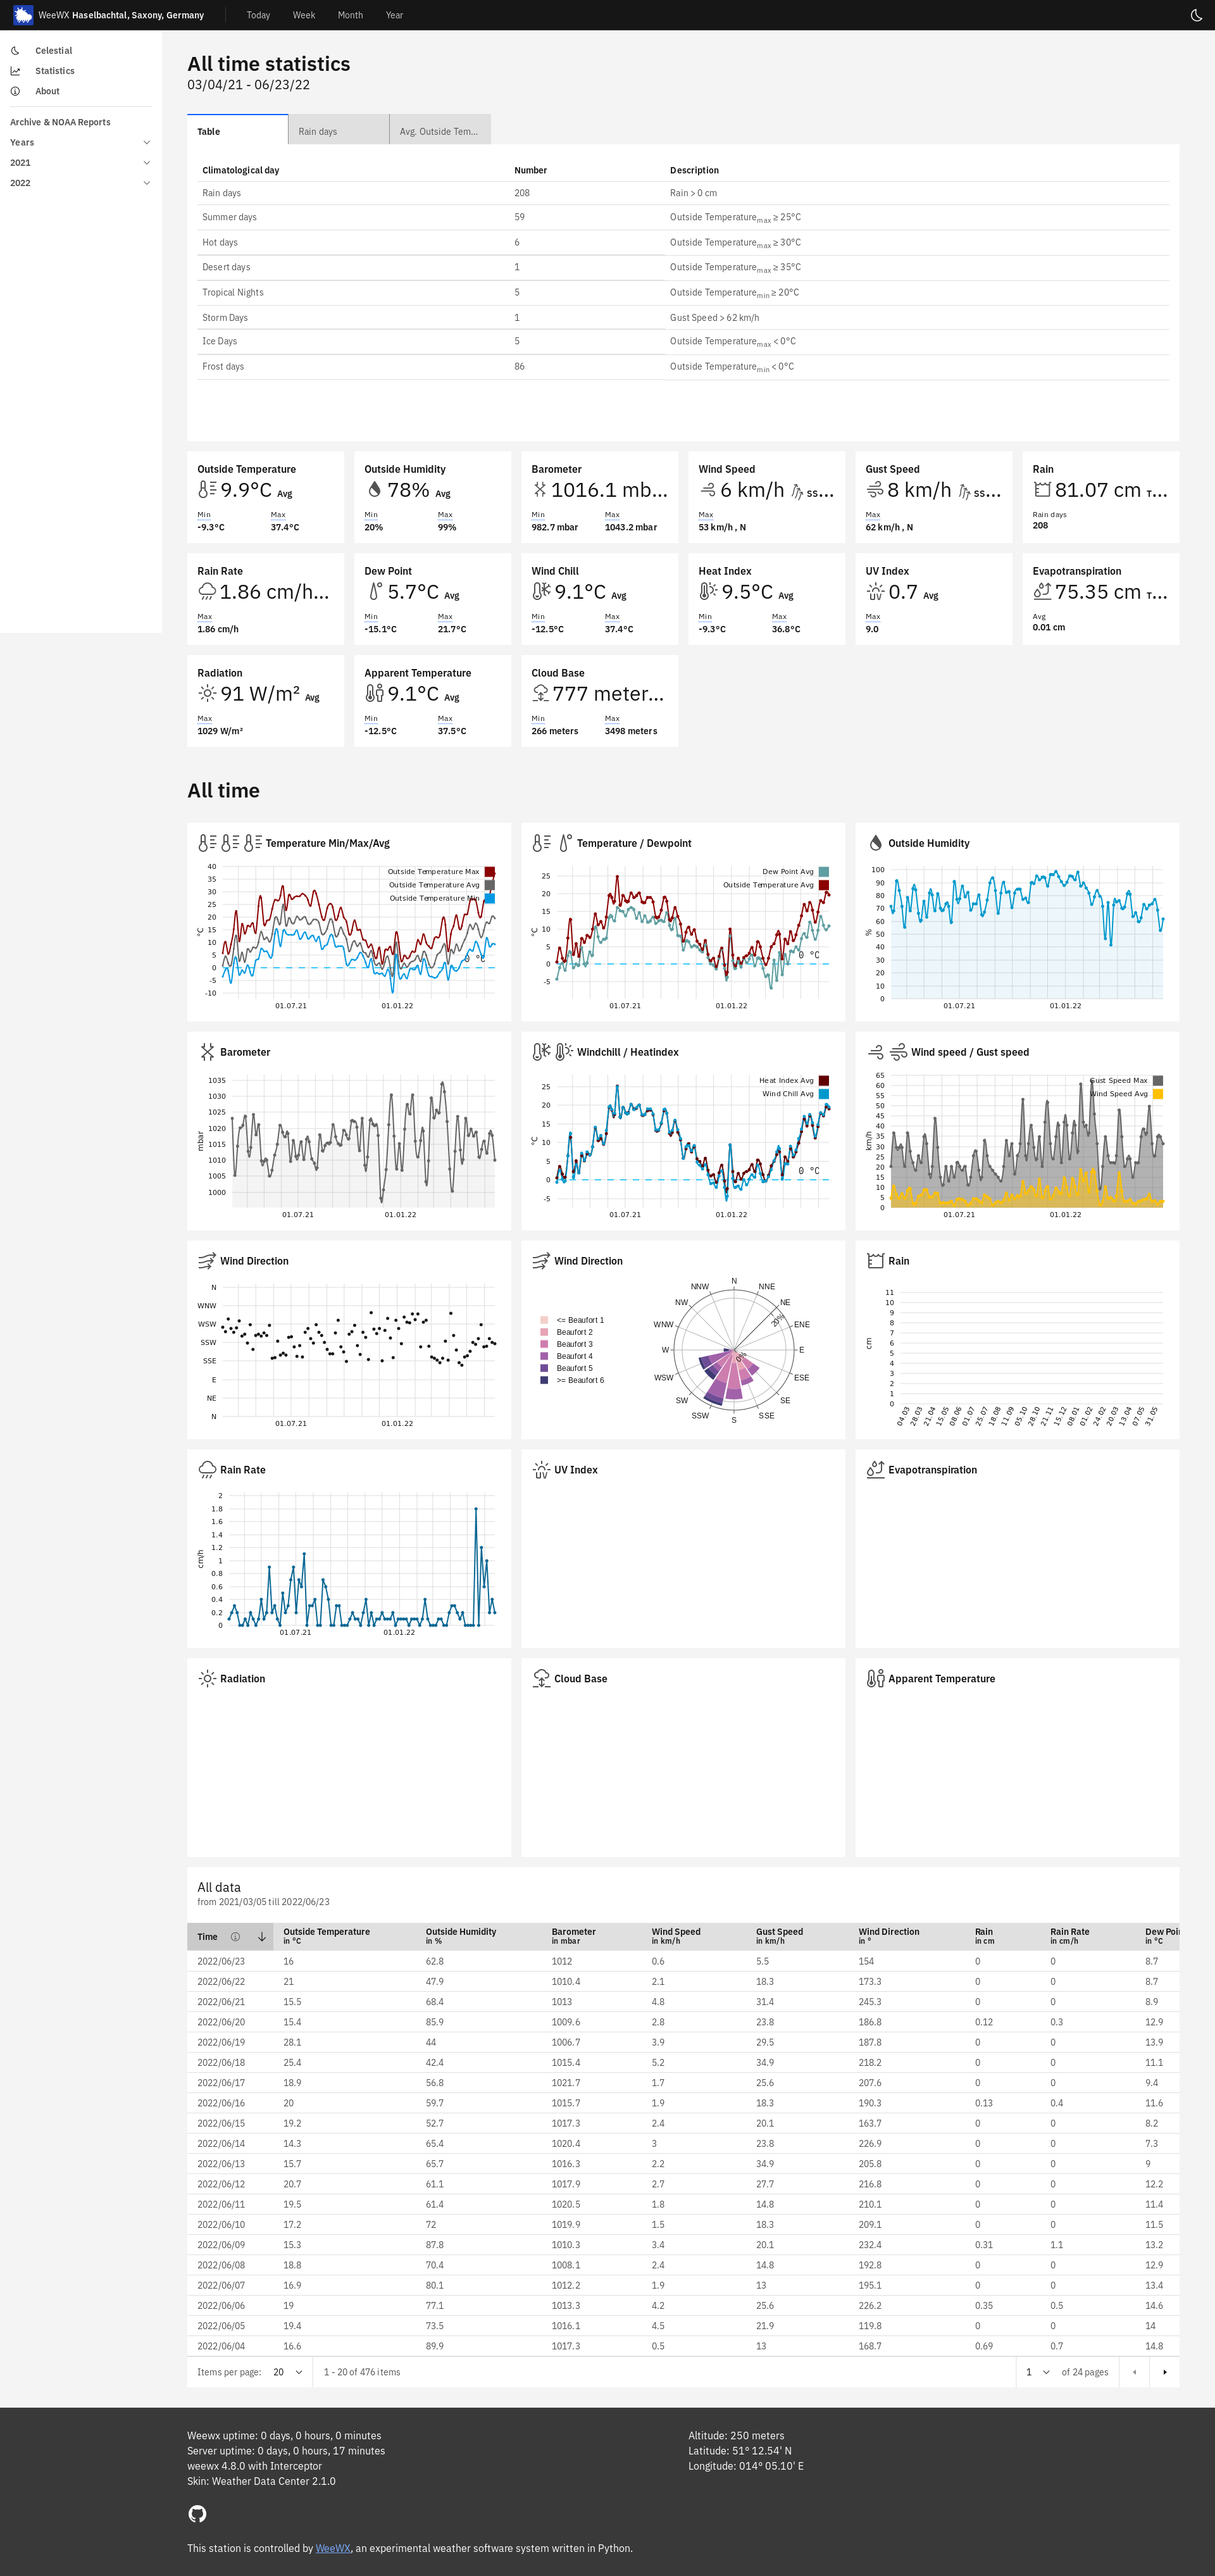 WeeWX Haselbachtal, Saxony, Germany Today Week Month Year
Celestial
Statistics
About
Archive & NOAA Reports
Years
2021
2022
All time statistics
03/04/21 - 06/23/22
Table Rain days Avg. Outside Tem...
Climatological day Number Description
Rain days 208 Rain > 0 cm
Summer days 59 Outside Temperaturemax ≥ 25°C
Hot days 6 Outside Temperaturemax ≥ 30°C
Desert days 1 Outside Temperaturemax ≥ 35°C
Tropical Nights 5 Outside Temperaturemin ≥ 20°C
Storm Days 1 Gust Speed > 62 km/h
Ice Days 5 Outside Temperaturemax < 0°C
Frost days 86 Outside Temperaturemin < 0°C
Outside Temperature
9.9°C Avg
Min Max
-9.3°C 37.4°C
Outside Humidity
78% Avg
Min Max
20% 99%
Barometer
1016.1 mb...
Min Max
982.7 mbar 1043.2 mbar
Wind Speed
6 km/h SS...
Max
53 km/h , N
Gust Speed
8 km/h SS...
Max
62 km/h , N
Rain
81.07 cm T...
Rain days
208
Rain Rate
1.86 cm/h...
Max
1.86 cm/h
Dew Point
5.7°C Avg
Min Max
-15.1°C 21.7°C
Wind Chill
9.1°C Avg
Min Max
-12.5°C 37.4°C
Heat Index
9.5°C Avg
Min Max
-9.3°C 36.8°C
UV Index
0.7 Avg
Max
9.0
Evapotranspiration
75.35 cm T...
Avg
0.01 cm
Radiation
91 W/m² Avg
Max
1029 W/m²
Apparent Temperature
9.1°C Avg
Min Max
-12.5°C 37.5°C
Cloud Base
777 meter...
Min Max
266 meters 3498 meters
All time
Temperature Min/Max/Avg
Outside Temperature Max
Outside Temperature Avg
Outside Temperature Min
°C
40
35
30
25
20
15
10
5
0
-5
-10
0 °C
01.07.21 01.01.22
Temperature / Dewpoint
Dew Point Avg
Outside Temperature Avg
°C
25
20
15
10
5
0
-5
0 °C
01.07.21 01.01.22
Outside Humidity
%
100
90
80
70
60
50
40
30
20
10
0
01.07.21 01.01.22
Barometer
mbar
1035
1030
1025
1020
1015
1010
1005
1000
01.07.21 01.01.22
Windchill / Heatindex
Heat Index Avg
Wind Chill Avg
°C
25
20
15
10
5
0
-5
0 °C
01.07.21 01.01.22
Wind speed / Gust speed
Gust Speed Max
Wind Speed Avg
km/h
65
60
55
50
45
40
35
30
25
20
15
10
5
0
01.07.21 01.01.22
Wind Direction
N
WNW
WSW
SSW
SSE
E
NE
N
01.07.21 01.01.22
Wind Direction
<= Beaufort 1
Beaufort 2
Beaufort 3
Beaufort 4
Beaufort 5
>= Beaufort 6
N
NNW NNE
NW NE
WNW ENE
W E
WSW ESE
SW SE
SSW SSE
S
20%
0%
Rain
cm
11
10
9
8
7
6
5
4
3
2
1
0
04.03 28.03 21.04 15.05 08.06 01.07 25.07 18.08 11.09 05.10 28.10 21.11 15.12 08.01 01.02 24.02 20.03 13.04 07.05 31.05
Rain Rate
cm/h
2
1.8
1.6
1.4
1.2
1
0.8
0.6
0.4
0.2
0
01.07.21 01.01.22
UV Index
Evapotranspiration
Radiation
Cloud Base
Apparent Temperature
All data
from 2021/03/05 till 2022/06/23
Time Outside Temperature Outside Humidity Barometer Wind Speed Gust Speed Wind Direction Rain Rain Rate Dew Poin
in °C in % in mbar in km/h in km/h in ° in cm in cm/h in °C
2022/06/23 16 62.8 1012 0.6 5.5 154 0 0 8.7
2022/06/22 21 47.9 1010.4 2.1 18.3 173.3 0 0 8.7
2022/06/21 15.5 68.4 1013 4.8 31.4 245.3 0 0 8.9
2022/06/20 15.4 85.9 1009.6 2.8 23.8 186.8 0.12 0.3 12.9
2022/06/19 28.1 44 1006.7 3.9 29.5 187.8 0 0 13.9
2022/06/18 25.4 42.4 1015.4 5.2 34.9 218.2 0 0 11.1
2022/06/17 18.9 56.8 1021.7 1.7 25.6 207.6 0 0 9.4
2022/06/16 20 59.7 1015.7 1.9 18.3 190.3 0.13 0.4 11.6
2022/06/15 19.2 52.7 1017.3 2.4 20.1 163.7 0 0 8.2
2022/06/14 14.3 65.4 1020.4 3 23.8 226.9 0 0 7.3
2022/06/13 15.7 65.7 1016.3 2.2 34.9 205.8 0 0 9
2022/06/12 20.7 61.1 1017.9 2.7 27.7 216.8 0 0 12.2
2022/06/11 19.5 61.4 1020.5 1.8 14.8 210.1 0 0 11.4
2022/06/10 17.2 72 1019.9 1.5 18.3 209.1 0 0 11.5
2022/06/09 15.3 87.8 1010.3 3.4 20.1 232.4 0.31 1.1 13.2
2022/06/08 18.8 70.4 1008.1 2.4 14.8 192.8 0 0 12.9
2022/06/07 16.9 80.1 1012.2 1.9 13 195.1 0 0 13.4
2022/06/06 19 77.1 1013.3 4.2 25.6 226.2 0.35 0.5 14.6
2022/06/05 19.4 73.5 1016.1 4.5 21.9 119.8 0 0 14
2022/06/04 16.6 89.9 1017.3 0.5 13 168.7 0.69 0.7 14.8
Items per page: 20 1 - 20 of 476 items 1 of 24 pages
Weewx uptime: 0 days, 0 hours, 0 minutes
Server uptime: 0 days, 0 hours, 17 minutes
weewx 4.8.0 with Interceptor
Skin: Weather Data Center 2.1.0
Altitude: 250 meters
Latitude: 51° 12.54' N
Longitude: 014° 05.10' E
This station is controlled by WeeWX, an experimental weather software system written in Python.